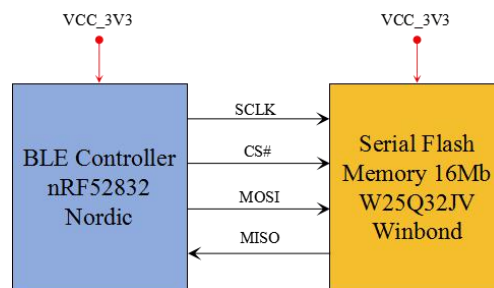 VCC_3V3
VCC_3V3
BLE Controller
nRF52832
Nordic
SCLK
CS#
MOSI
MISO
Serial Flash
Memory 16Mb
W25Q32JV
Winbond